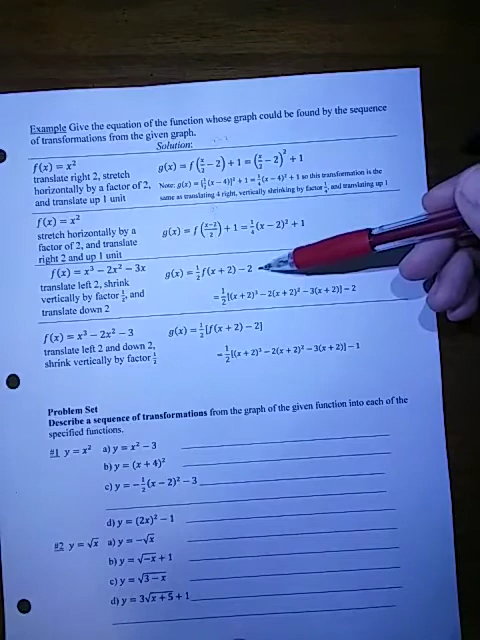 Example Give the equation of the function whose graph could be found by the sequence
of transformations from the given graph.
Solution:
f(x) = x²
translate right 2, stretch
horizontally by a factor of 2,
and translate up 1 unit
g(x) = f(x/2 − 2) + 1 = (x/2 − 2)² + 1
Note: g(x) = [½(x − 4)]² + 1 = ¼(x − 4)² + 1 so this transformation is the
same as translating 4 right, vertically shrinking by factor ¼, and translating up 1
f(x) = x²
stretch horizontally by a
factor of 2, and translate
right 2 and up 1 unit
g(x) = f((x−2)/2) + 1 = ¼(x − 2)² + 1
f(x) = x³ − 2x² − 3x
translate left 2, shrink
vertically by factor ½, and
translate down 2
g(x) = ½f(x + 2) − 2
= ½[(x + 2)³ − 2(x + 2)² − 3(x + 2)] − 2
f(x) = x³ − 2x² − 3
translate left 2 and down 2,
shrink vertically by factor ½
g(x) = ½[f(x + 2) − 2]
= ½[(x + 2)³ − 2(x + 2)² − 3(x + 2)] − 1
Problem Set
Describe a sequence of transformations from the graph of the given function into each of the
specified functions.
#1 y = x² a) y = x² − 3
b) y = (x + 4)²
c) y = −½(x − 2)² − 3
d) y = (2x)² − 1
#2 y = √x a) y = −√x
b) y = √−x + 1
c) y = √3 − x
d) y = 3√x + 5 + 1